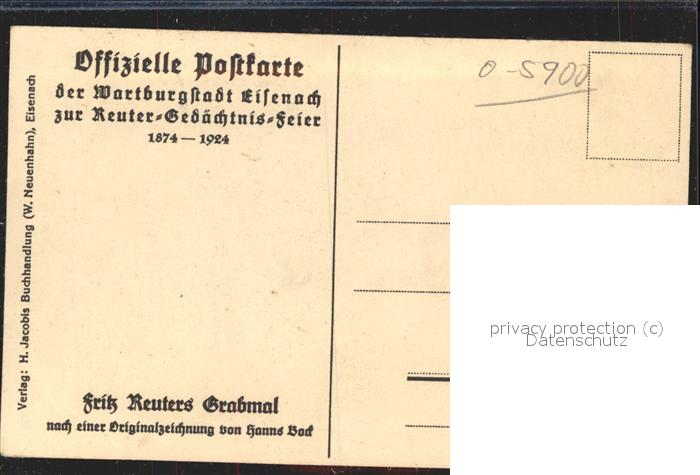 Offizielle Postkarte
der Wartburgstadt Eisenach
zur Reuter-Gedächtnis-Feier
1874 — 1924
0-5900
Verlag: H. Jacobis Buchhandlung (W. Neuenhahn), Eisenach
privacy protection (c)
Datenschutz
Fritz Reuters Grabmal
nach einer Originalzeichnung von Hanns Bock